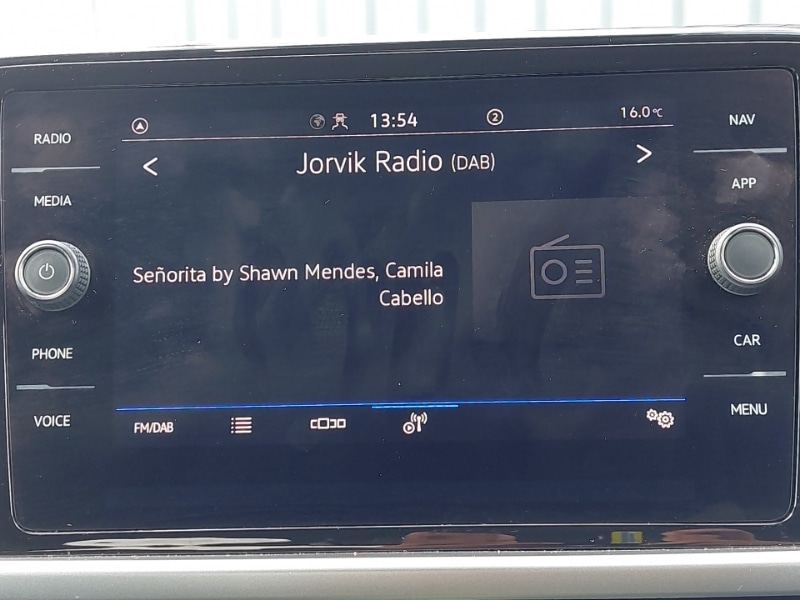 RADIO
MEDIA
PHONE
VOICE
13:54
2
16.0°C
Jorvik Radio (DAB)
Señorita by Shawn Mendes, Camila
Cabello
FM/DAB
NAV
APP
CAR
MENU